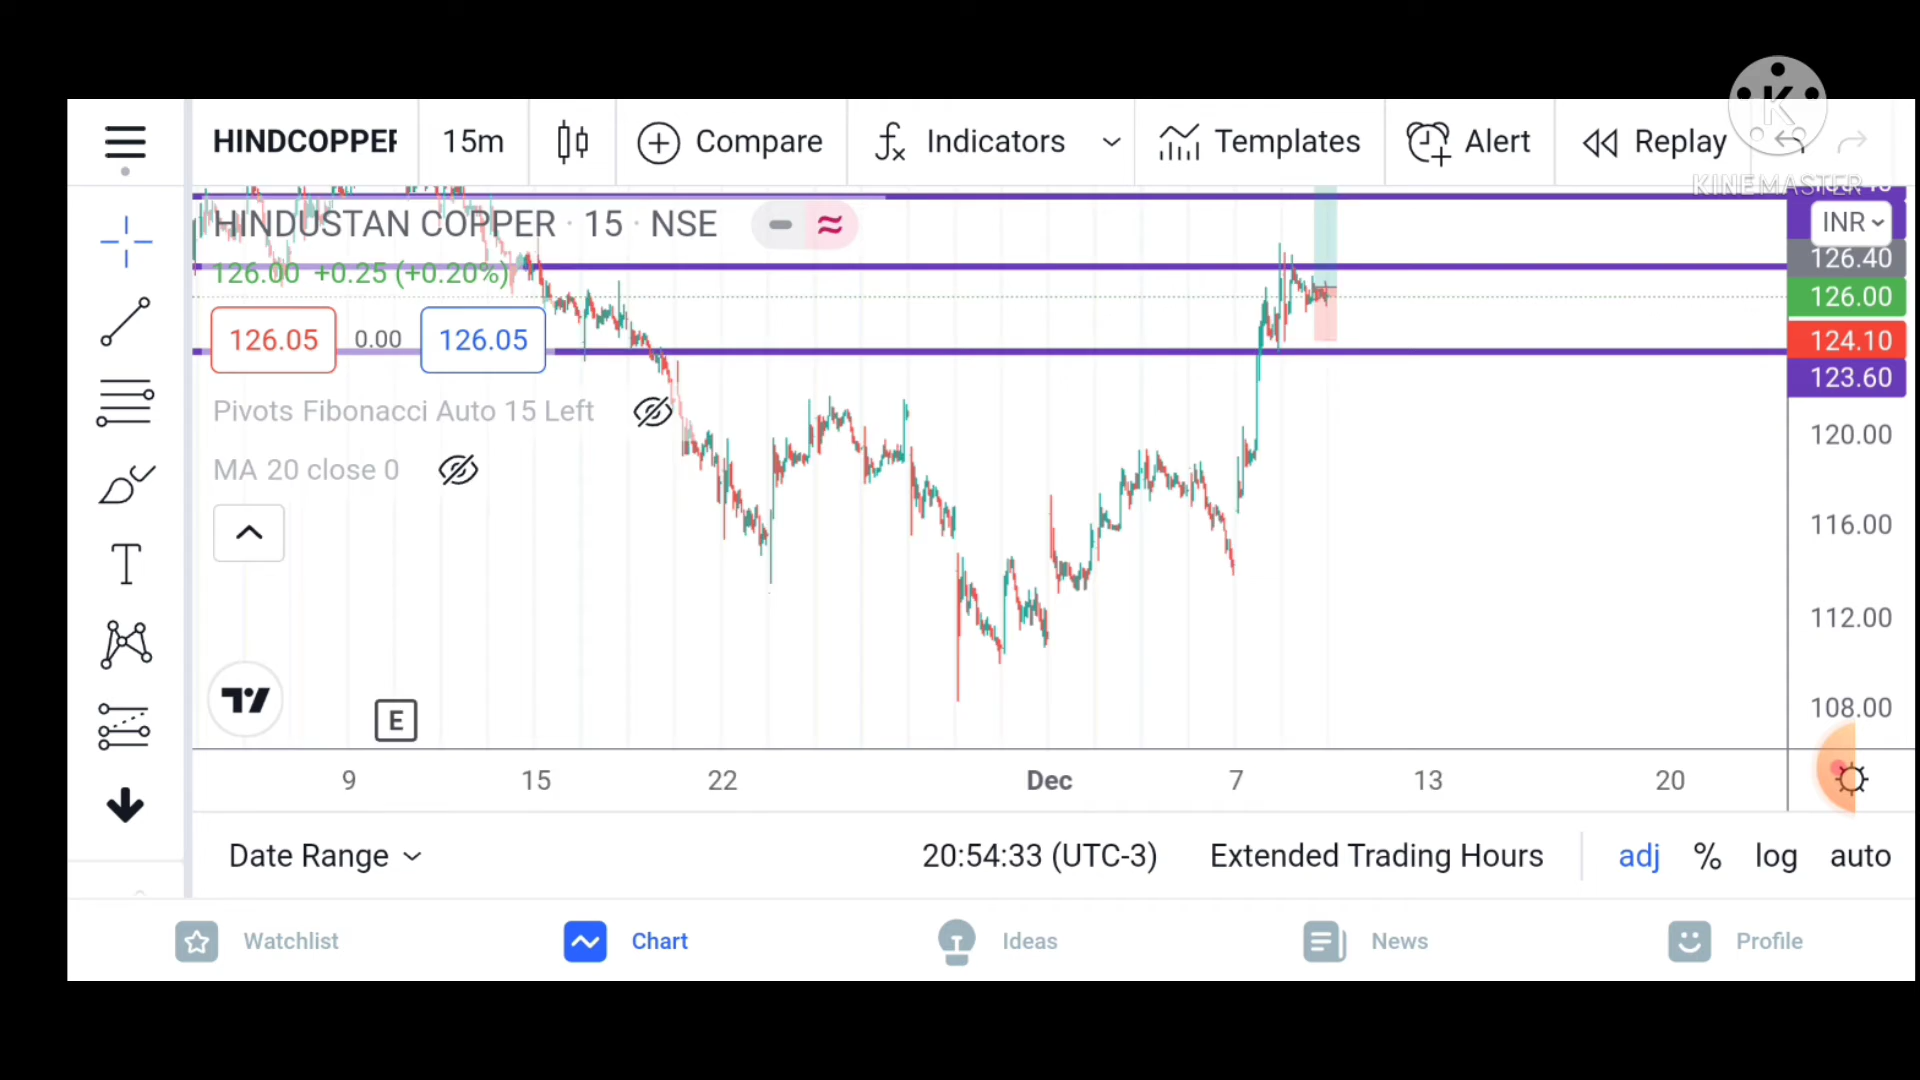 HINDCOPPER 15m Compare Indicators Templates Alert Replay
K
KINEMASTER
HINDUSTAN COPPER · 15 · NSE
INR
126.00 +0.25 (+0.20%)
126.40
126.00
126.05 0.00 126.05
124.10
123.60
Pivots Fibonacci Auto 15 Left
120.00
MA 20 close 0
116.00
112.00
108.00
E
9 15 22 Dec 7 13 20
Date Range 20:54:33 (UTC-3) Extended Trading Hours adj % log auto
Watchlist Chart Ideas News Profile